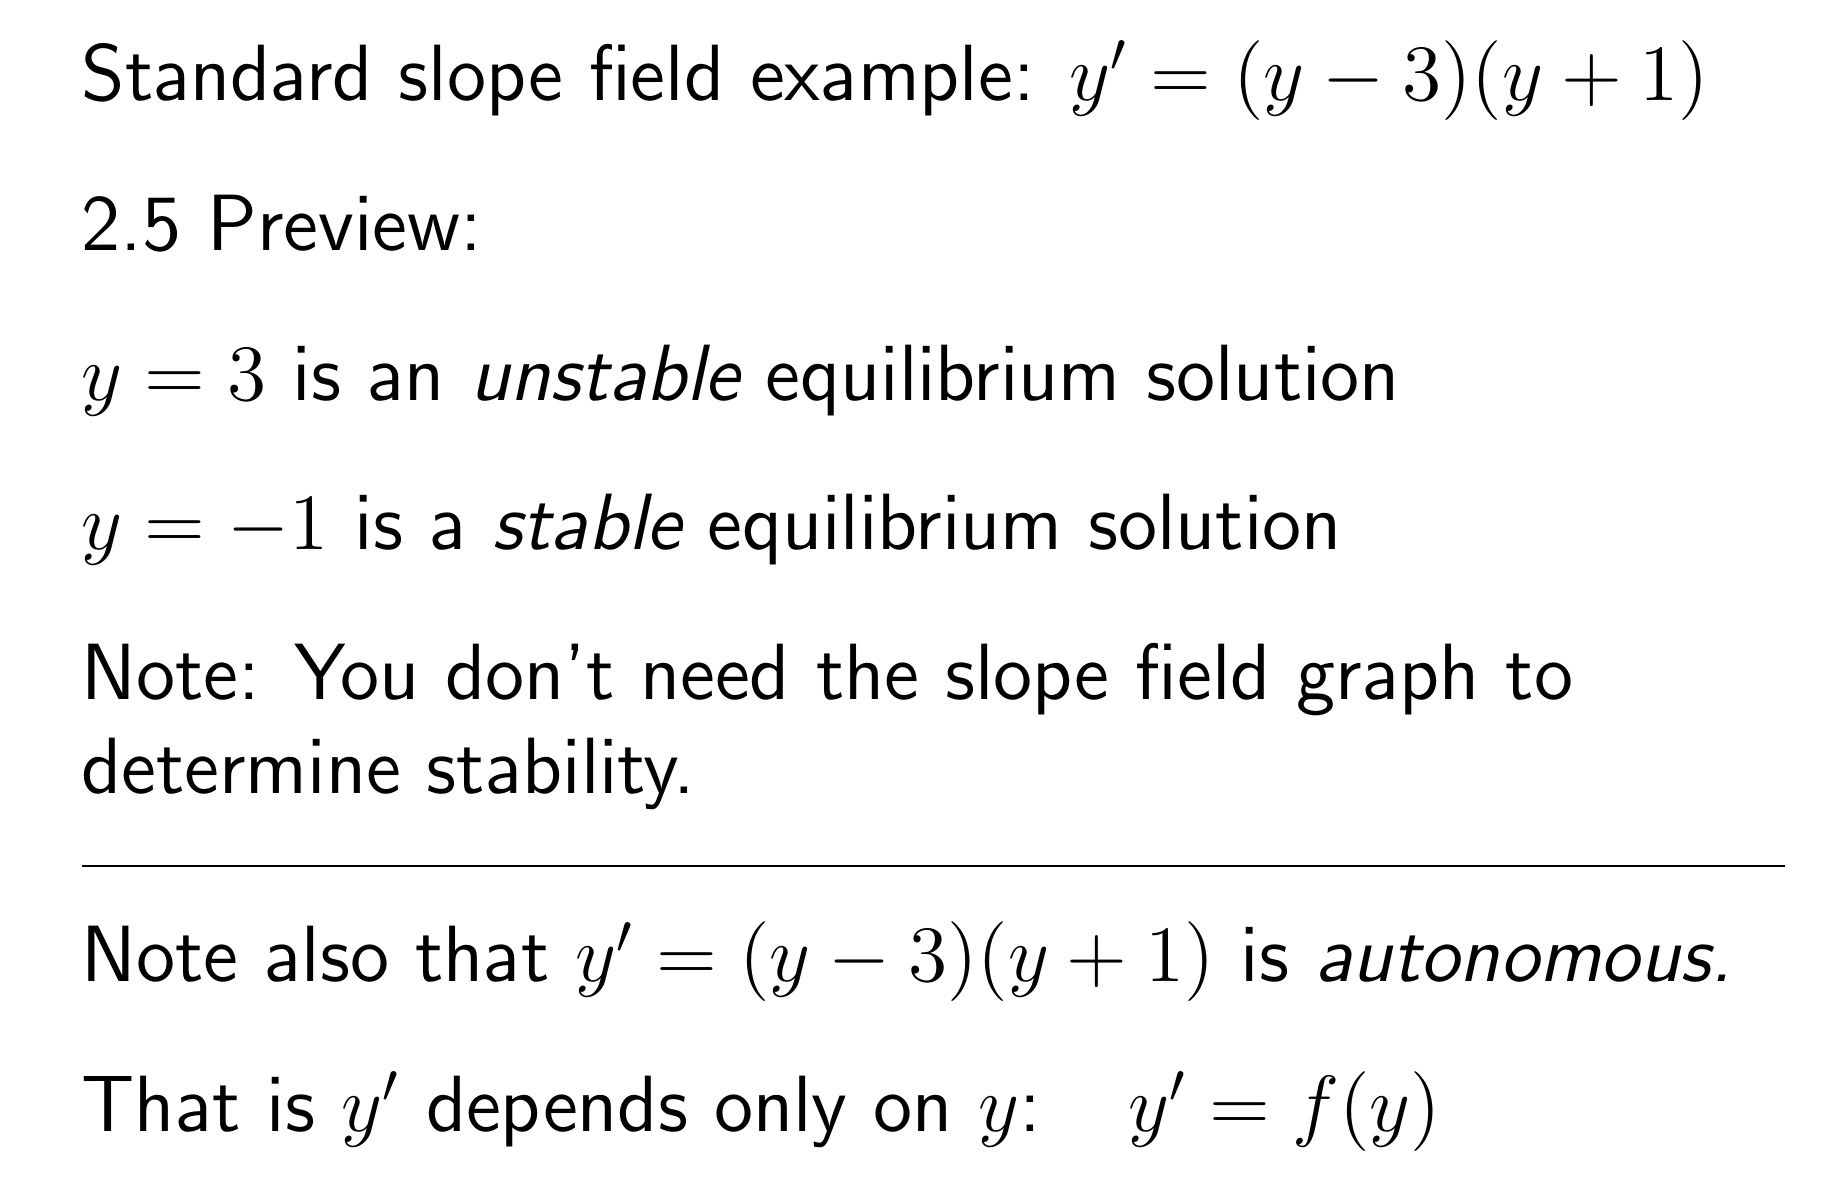 Standard slope field example: y′ = (y − 3)(y + 1)
2.5 Preview:
y = 3 is an unstable equilibrium solution
y = −1 is a stable equilibrium solution
Note: You don't need the slope field graph to
determine stability.
Note also that y′ = (y − 3)(y + 1) is autonomous.
That is y′ depends only on y: y′ = f(y)